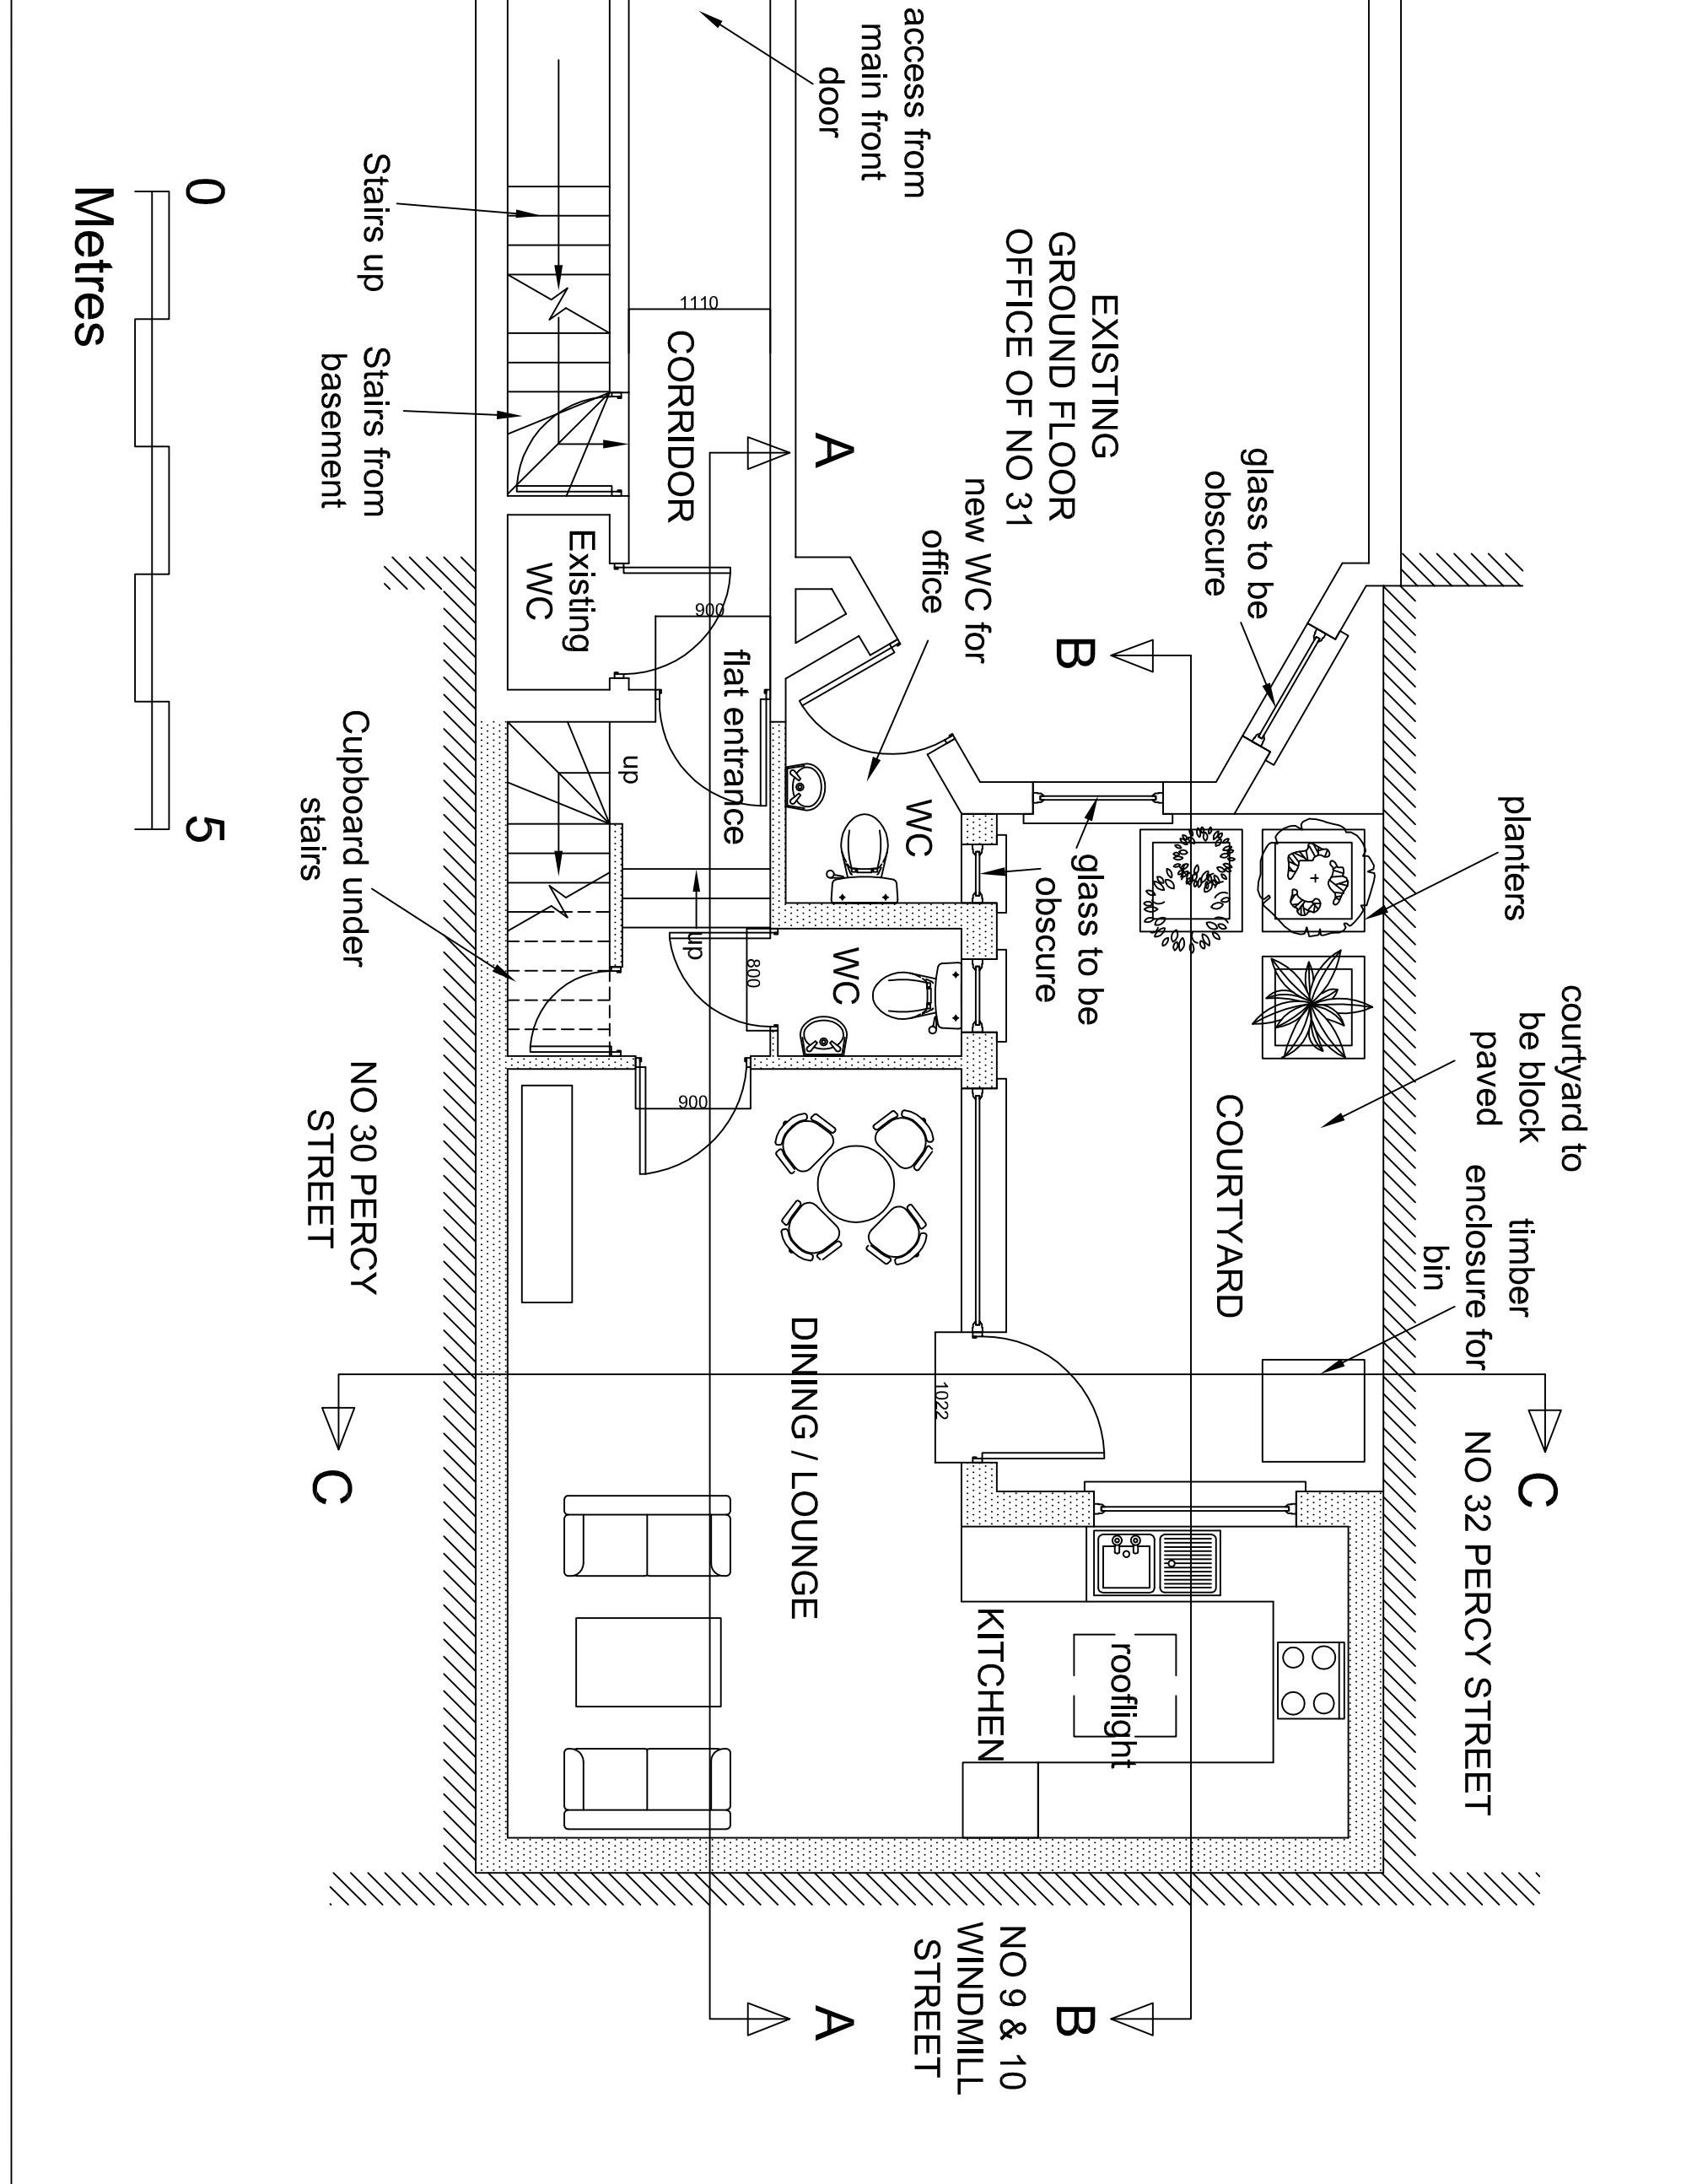 access from
main front
door
EXISTING
GROUND FLOOR
OFFICE OF NO 31
glass to be
obscure
new WC for
office
planters
courtyard to
be block
paved
timber
enclosure for
bin
NO 32 PERCY STREET
C
B
B
COURTYARD
glass to be
obscure
WC
WC
800
1022
KITCHEN
rooflight
NO 9 & 10
WINDMILL
STREET
A
A
1110
CORRIDOR
900
flat entrance
up
up
900
DINING / LOUNGE
Existing
WC
Stairs up
Stairs from
basement
Cupboard under
stairs
NO 30 PERCY
STREET
C
0
5
Metres